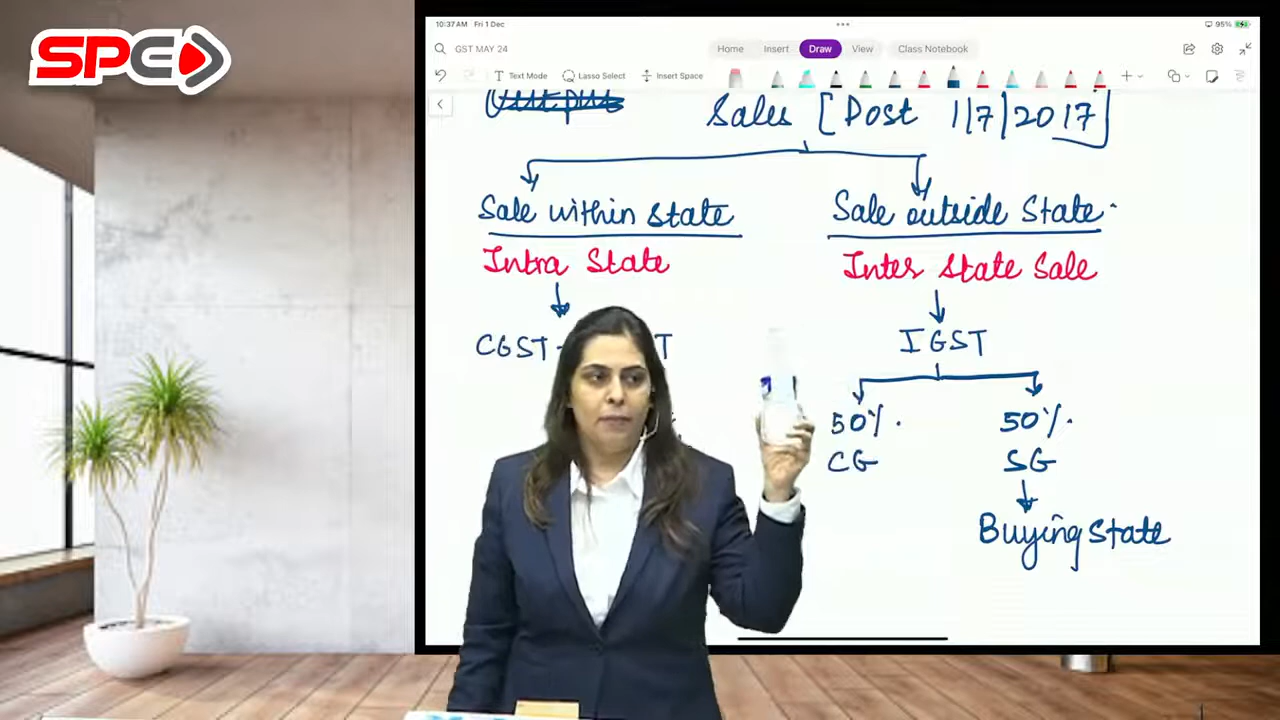 SPE
10:37AM Fri 1 Dec
95%
GST MAY 24
Home Insert Draw View Class Notebook
Text Mode Lasso Select Insert Space
Sales [Post 1/7/2017]
Sale within State
Sale outside State
Intra State
Inter State Sale
CGST
IGST
50%
50%
CG
SG
Buying State